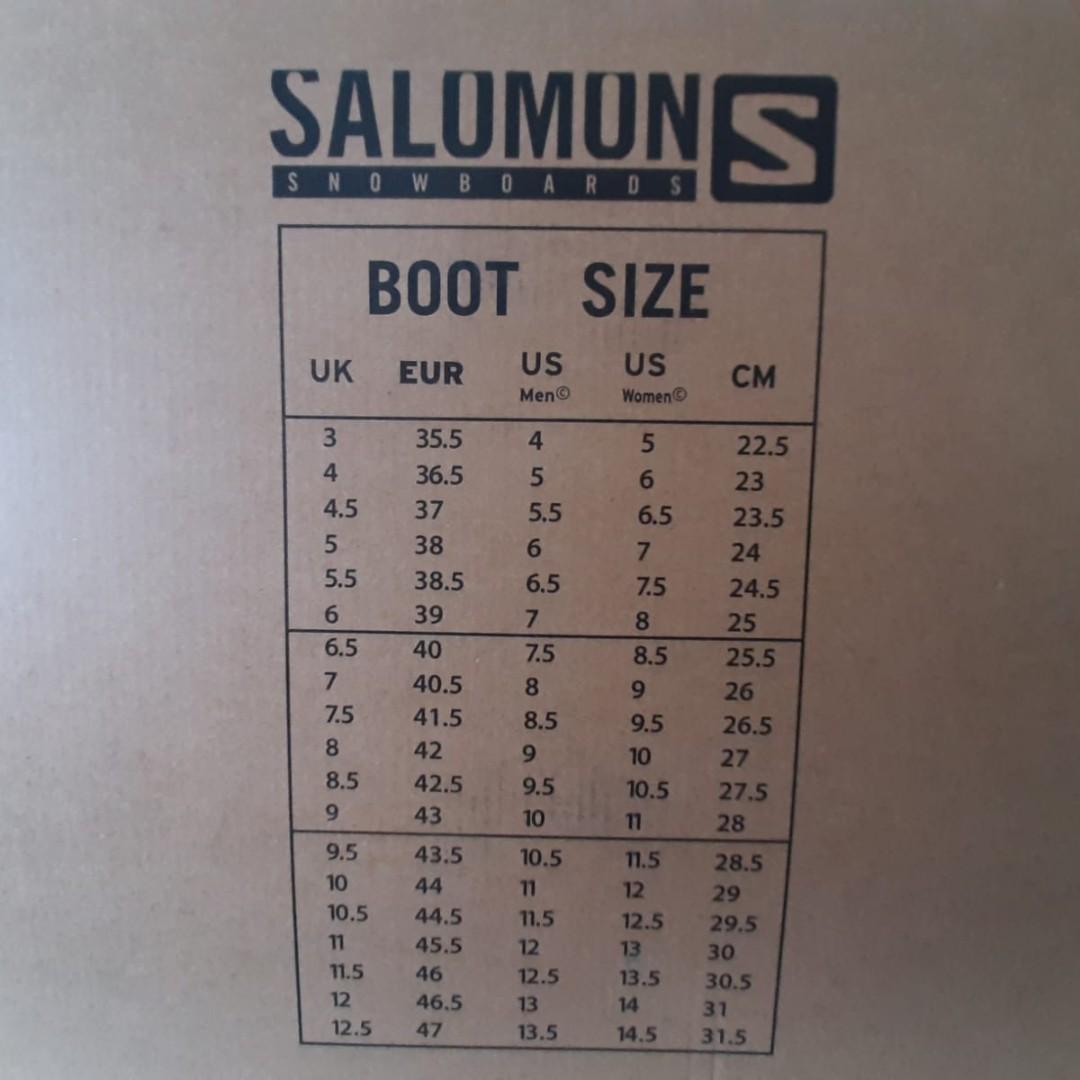 SALOMON S
SNOWBOARDS
BOOT SIZE
UK EUR US Men© US Women© CM
3 35.5 4 5 22.5
4 36.5 5 6 23
4.5 37 5.5 6.5 23.5
5 38 6 7 24
5.5 38.5 6.5 7.5 24.5
6 39 7 8 25
6.5 40 7.5 8.5 25.5
7 40.5 8 9 26
7.5 41.5 8.5 9.5 26.5
8 42 9 10 27
8.5 42.5 9.5 10.5 27.5
9 43 10 11 28
9.5 43.5 10.5 11.5 28.5
10 44 11 12 29
10.5 44.5 11.5 12.5 29.5
11 45.5 12 13 30
11.5 46 12.5 13.5 30.5
12 46.5 13 14 31
12.5 47 13.5 14.5 31.5